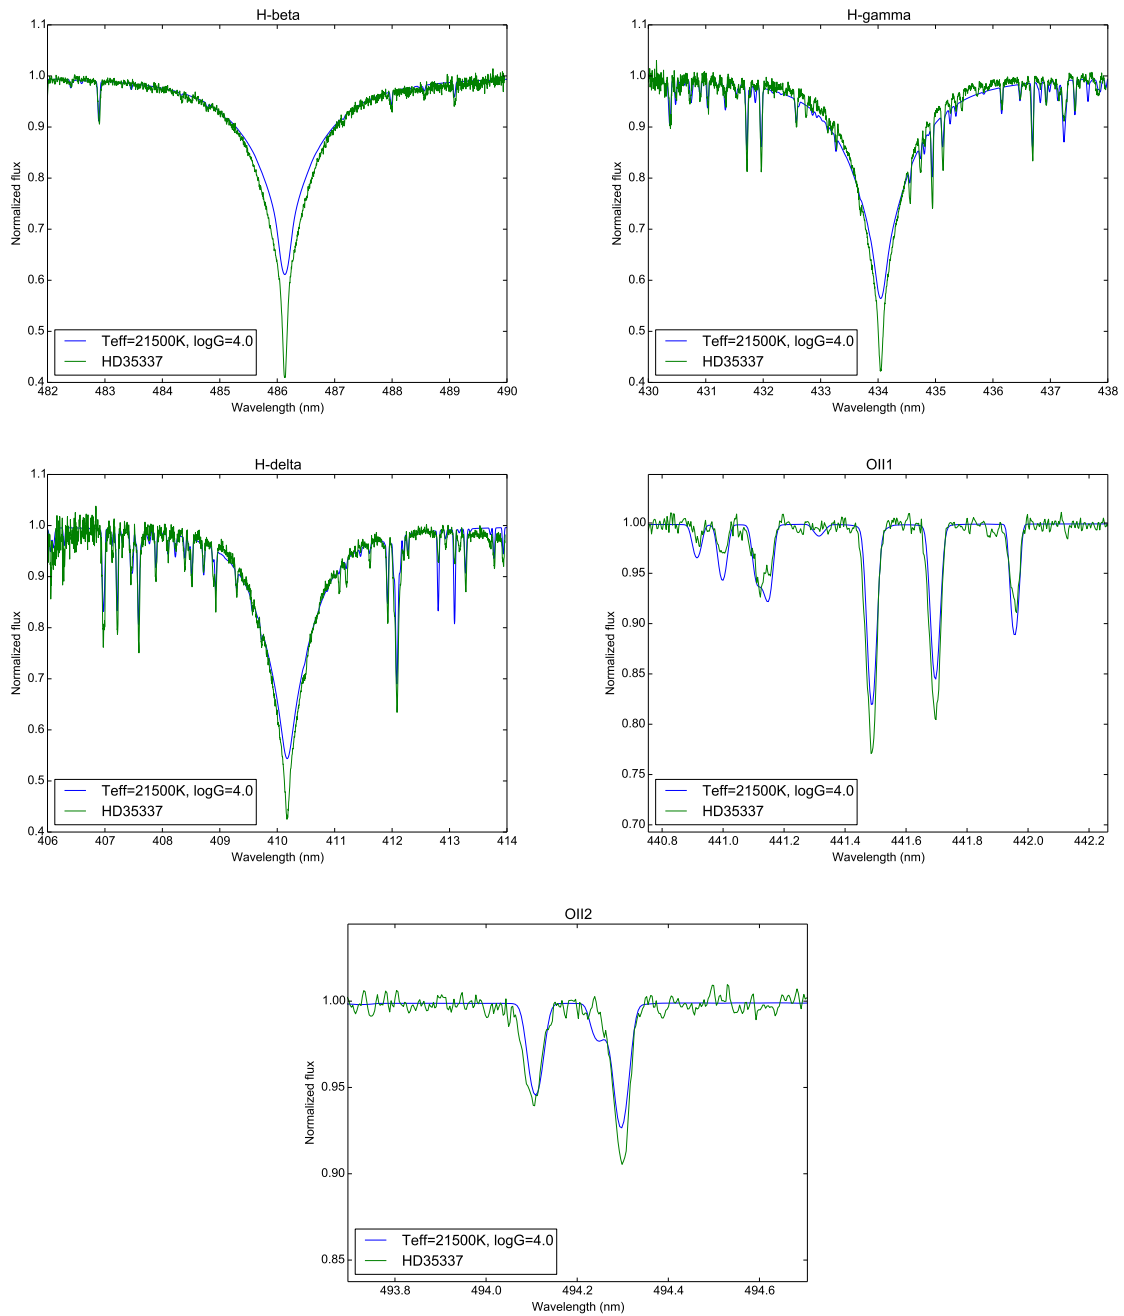 H-beta
1.1
1.0
0.9
0.8
0.7
0.6
0.5
0.4
Normalized flux
Teff=21500K, logG=4.0
HD35337
482 483 484 485 486 487 488 489 490
Wavelength (nm)
H-gamma
1.1
1.0
0.9
0.8
0.7
0.6
0.5
0.4
Normalized flux
Teff=21500K, logG=4.0
HD35337
430 431 432 433 434 435 436 437 438
Wavelength (nm)
H-delta
1.1
1.0
0.9
0.8
0.7
0.6
0.5
0.4
Normalized flux
Teff=21500K, logG=4.0
HD35337
406 407 408 409 410 411 412 413 414
Wavelength (nm)
OII1
1.00
0.95
0.90
0.85
0.80
0.75
0.70
Normalized flux
Teff=21500K, logG=4.0
HD35337
440.8 441.0 441.2 441.4 441.6 441.8 442.0 442.2
Wavelength (nm)
OII2
1.00
0.95
0.90
0.85
Normalized flux
Teff=21500K, logG=4.0
HD35337
493.8 494.0 494.2 494.4 494.6
Wavelength (nm)